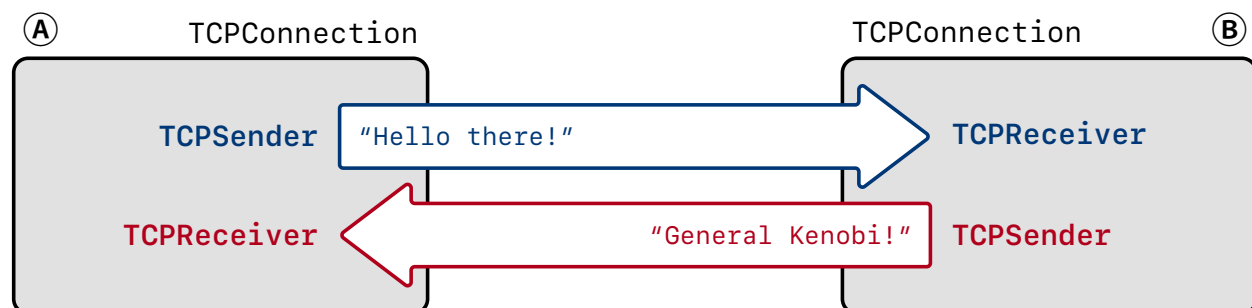 Ⓐ TCPConnection TCPConnection Ⓑ
TCPSender “Hello there!” TCPReceiver
TCPReceiver “General Kenobi!” TCPSender